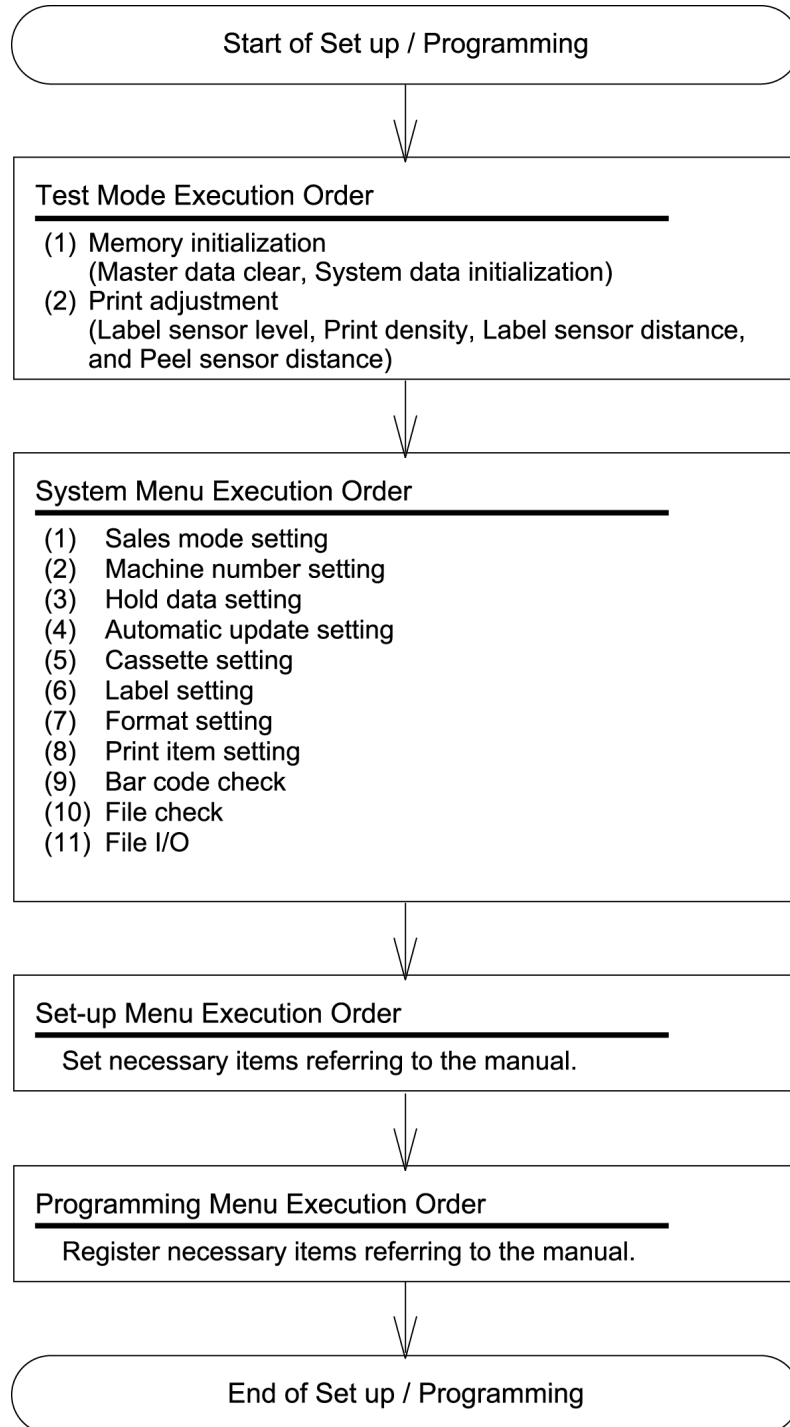 Start of Set up / Programming
Test Mode Execution Order
(1) Memory initialization
(Master data clear, System data initialization)
(2) Print adjustment
(Label sensor level, Print density, Label sensor distance,
and Peel sensor distance)
System Menu Execution Order
(1) Sales mode setting
(2) Machine number setting
(3) Hold data setting
(4) Automatic update setting
(5) Cassette setting
(6) Label setting
(7) Format setting
(8) Print item setting
(9) Bar code check
(10) File check
(11) File I/O
Set-up Menu Execution Order
Set necessary items referring to the manual.
Programming Menu Execution Order
Register necessary items referring to the manual.
End of Set up / Programming